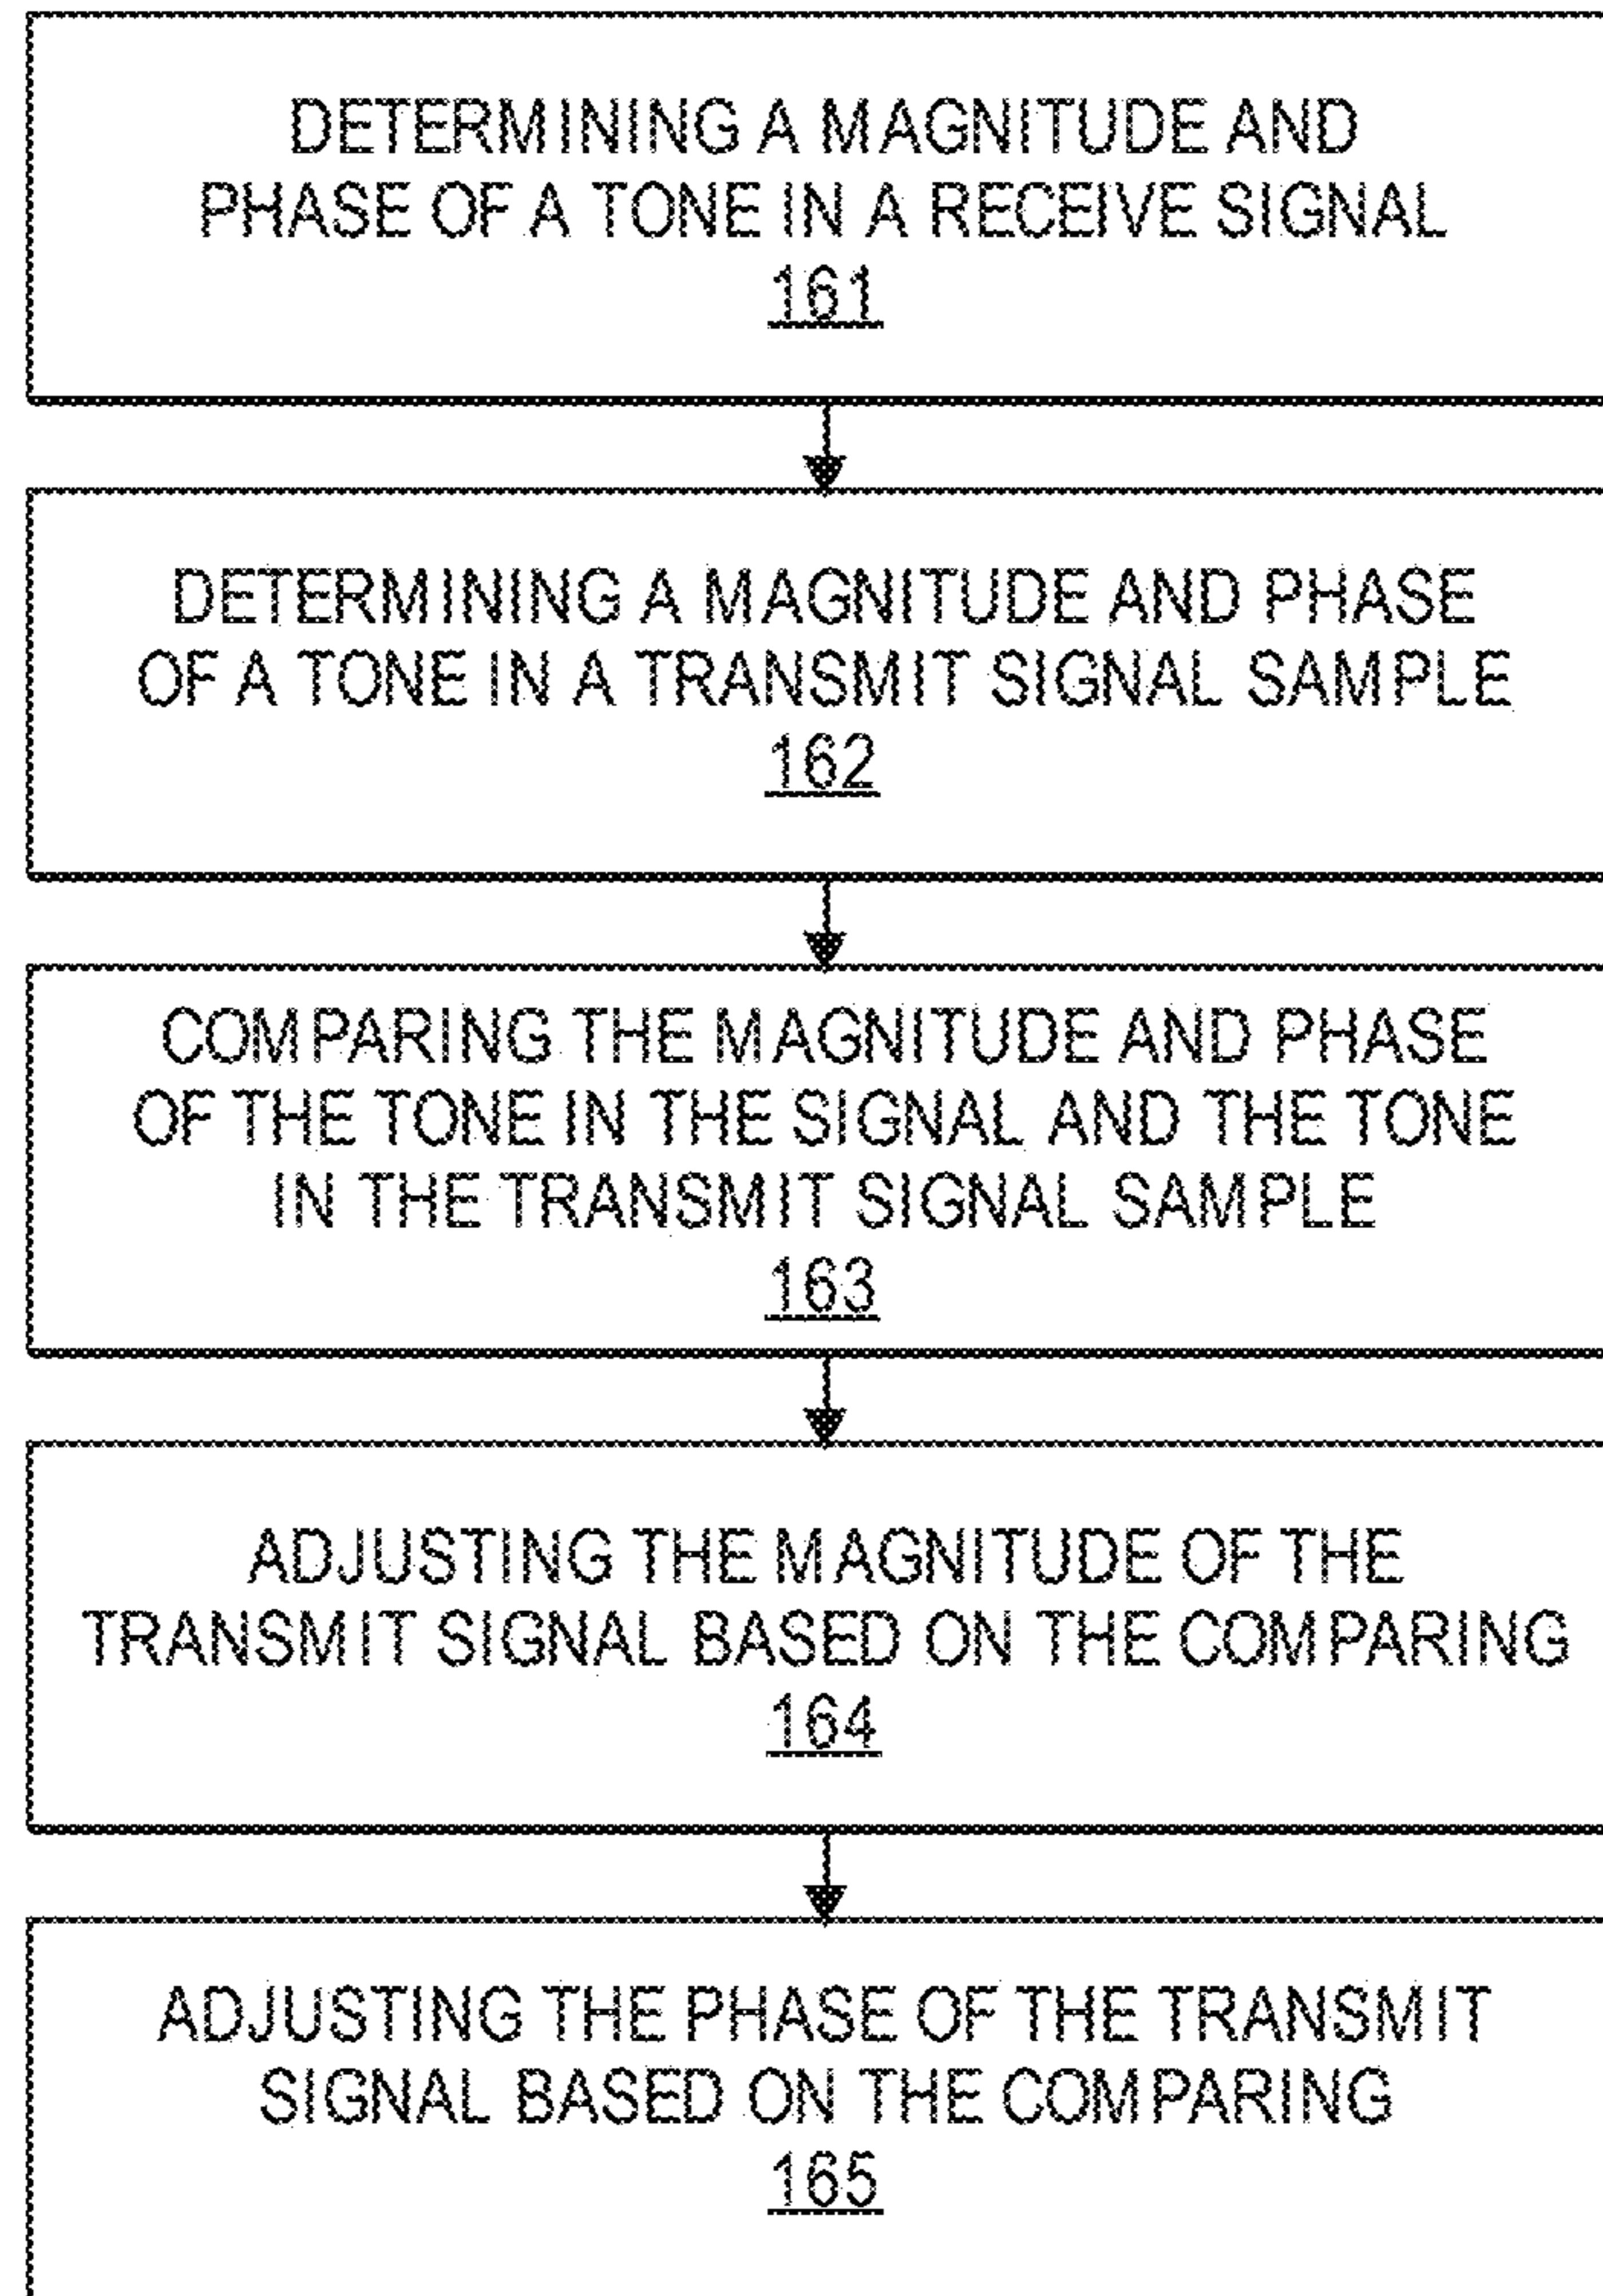 DETERMINING A MAGNITUDE AND
PHASE OF A TONE IN A RECEIVE SIGNAL
161
DETERMINING A MAGNITUDE AND PHASE
OF A TONE IN A TRANSMIT SIGNAL SAMPLE
162
COMPARING THE MAGNITUDE AND PHASE
OF THE TONE IN THE SIGNAL AND THE TONE
IN THE TRANSMIT SIGNAL SAMPLE
163
ADJUSTING THE MAGNITUDE OF THE
TRANSMIT SIGNAL BASED ON THE COMPARING
164
ADJUSTING THE PHASE OF THE TRANSMIT
SIGNAL BASED ON THE COMPARING
165